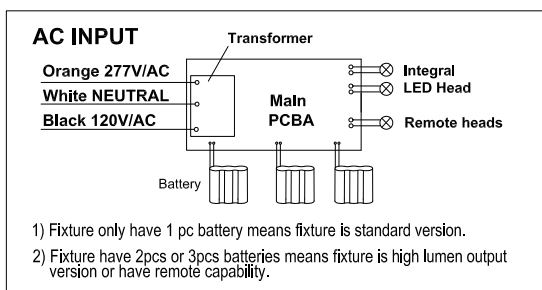 AC INPUT
Transformer
Orange 277V/AC
White NEUTRAL
Black 120V/AC
MaIn
PCBA
Integral
LED Head
Remote heads
Battery
1) Fixture only have 1 pc battery means fixture is standard version.
2) Fixture have 2pcs or 3pcs batteries means fixture is high lumen output
version or have remote capability.